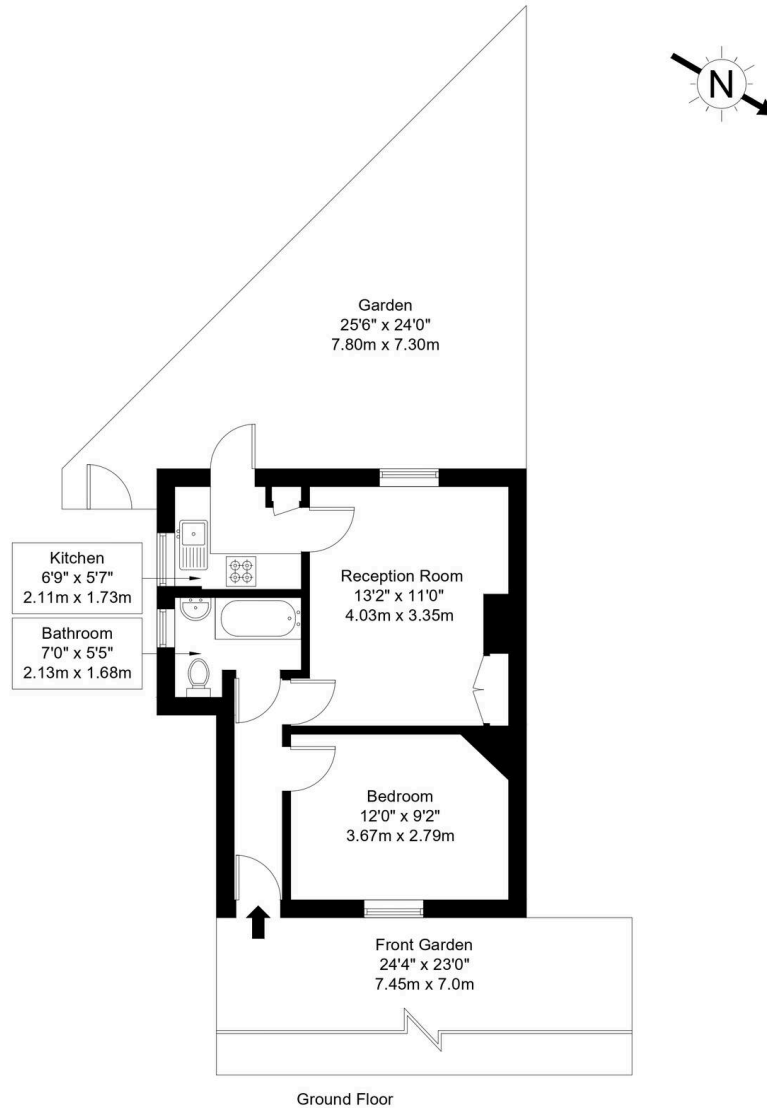 N
Garden
25'6" x 24'0"
7.80m x 7.30m
Kitchen
6'9" x 5'7"
2.11m x 1.73m
Reception Room
13'2" x 11'0"
4.03m x 3.35m
Bathroom
7'0" x 5'5"
2.13m x 1.68m
Bedroom
12'0" x 9'2"
3.67m x 2.79m
Front Garden
24'4" x 23'0"
7.45m x 7.0m
Ground Floor